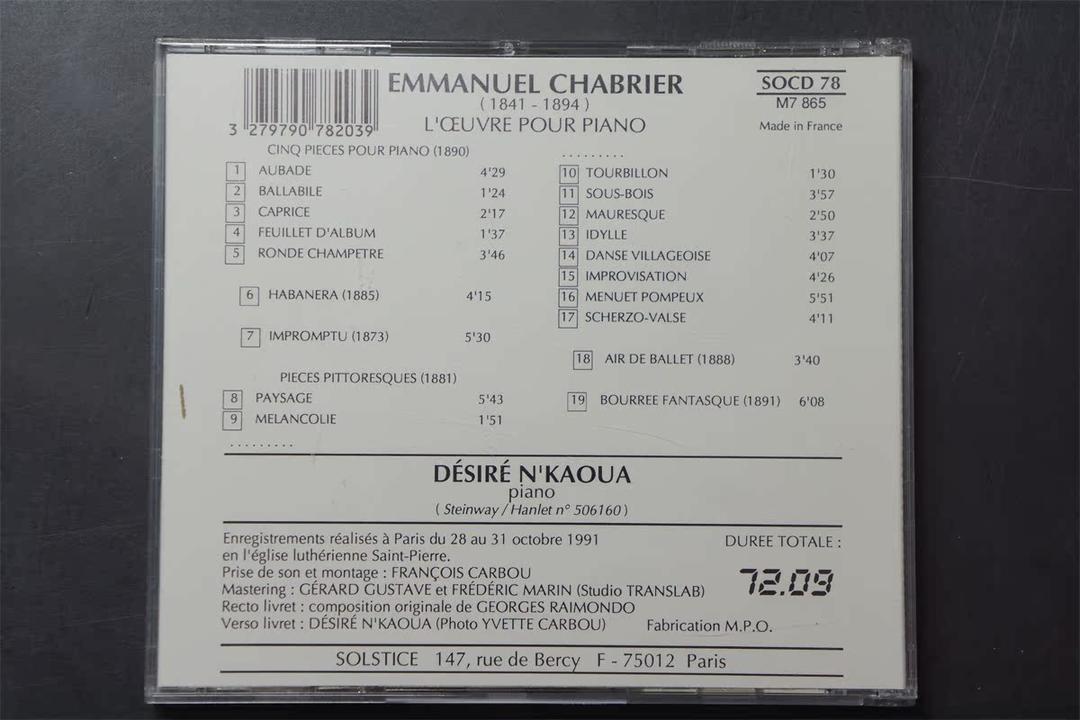 EMMANUEL CHABRIER
( 1841 - 1894 )
L'ŒUVRE POUR PIANO
3 279790 782039
SOCD 78
M7 865
Made in France
CINQ PIECES POUR PIANO (1890)
1 AUBADE 4'29
2 BALLABILE 1'24
3 CAPRICE 2'17
4 FEUILLET D'ALBUM 1'37
5 RONDE CHAMPETRE 3'46
6 HABANERA (1885) 4'15
7 IMPROMPTU (1873) 5'30
PIECES PITTORESQUES (1881)
8 PAYSAGE 5'43
9 MELANCOLIE 1'51
.........
.........
10 TOURBILLON 1'30
11 SOUS-BOIS 3'57
12 MAURESQUE 2'50
13 IDYLLE 3'37
14 DANSE VILLAGEOISE 4'07
15 IMPROVISATION 4'26
16 MENUET POMPEUX 5'51
17 SCHERZO-VALSE 4'11
18 AIR DE BALLET (1888) 3'40
19 BOURREE FANTASQUE (1891) 6'08
DÉSIRÉ N'KAOUA
piano
( Steinway / Hanlet n° 506160 )
Enregistrements réalisés à Paris du 28 au 31 octobre 1991
en l'église luthérienne Saint-Pierre.
Prise de son et montage : FRANÇOIS CARBOU
Mastering : GÉRARD GUSTAVE et FRÉDÉRIC MARIN (Studio TRANSLAB)
Recto livret : composition originale de GEORGES RAIMONDO
Verso livret : DÉSIRÉ N'KAOUA (Photo YVETTE CARBOU)
DUREE TOTALE :
72.09
Fabrication M.P.O.
SOLSTICE 147, rue de Bercy F - 75012 Paris